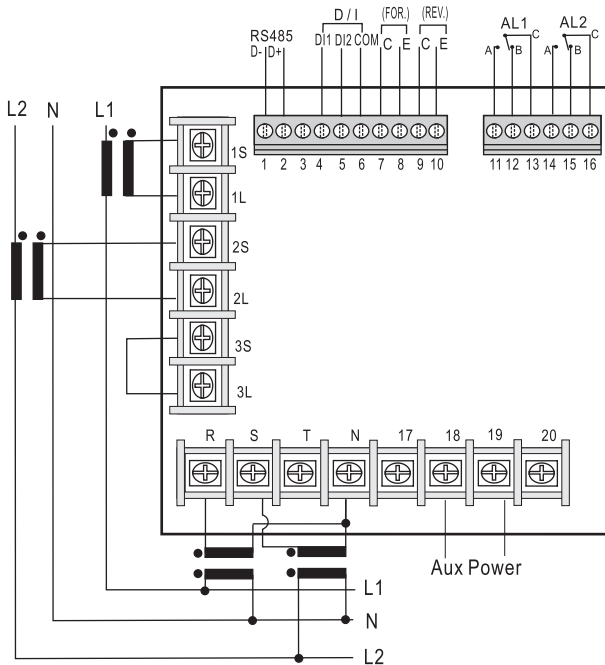 D / I
(FOR.)
(REV.)
AL1
C
AL2
C
RS485
D- D+
DI1 DI2 COM
C E
C E
A B
A B
L2
N
L1
1 2 3 4 5 6 7 8 9 10
11 12 13 14 15 16
1S
1L
2S
2L
3S
3L
R S T N 17 18 19 20
Aux Power
L1
N
L2